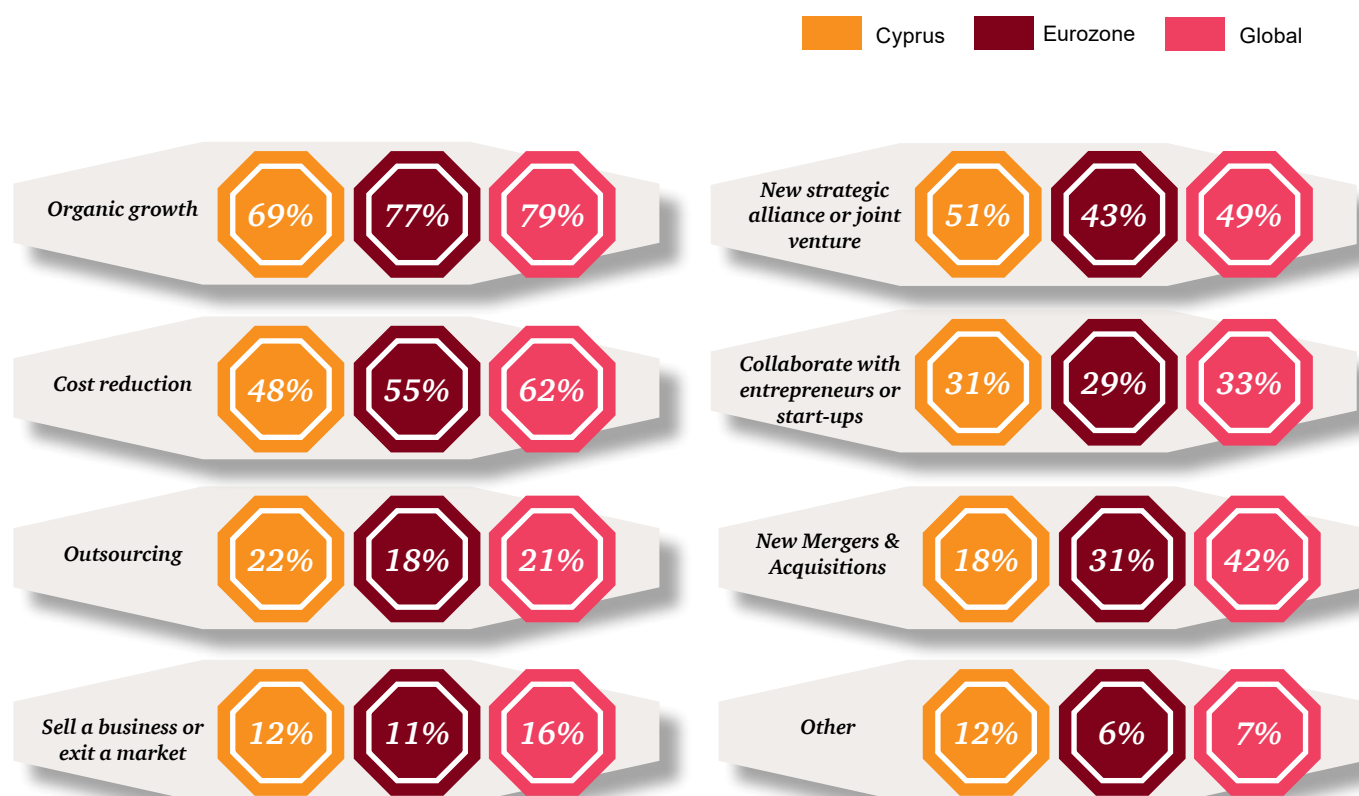 Cyprus Eurozone Global
Organic growth
69% 77% 79%
New strategic
alliance or joint
venture
51% 43% 49%
Cost reduction
48% 55% 62%
Collaborate with
entrepreneurs or
start-ups
31% 29% 33%
Outsourcing
22% 18% 21%
New Mergers &
Acquisitions
18% 31% 42%
Sell a business or
exit a market
12% 11% 16%
Other
12% 6% 7%